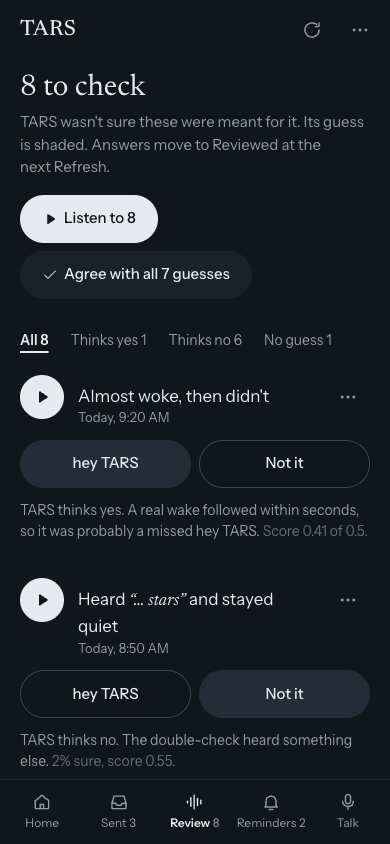 TARS
8 to check
TARS wasn't sure these were meant for it. Its guess
is shaded. Answers move to Reviewed at the
next Refresh.
Listen to 8
Agree with all 7 guesses
All 8 Thinks yes 1 Thinks no 6 No guess 1
Almost woke, then didn't
Today, 9:20 AM
hey TARS Not it
TARS thinks yes. A real wake followed within seconds,
so it was probably a missed hey TARS. Score 0.41 of 0.5.
Heard “... stars” and stayed
quiet
Today, 8:50 AM
hey TARS Not it
TARS thinks no. The double-check heard something
else. 2% sure, score 0.55.
Home Sent 3 Review 8 Reminders 2 Talk